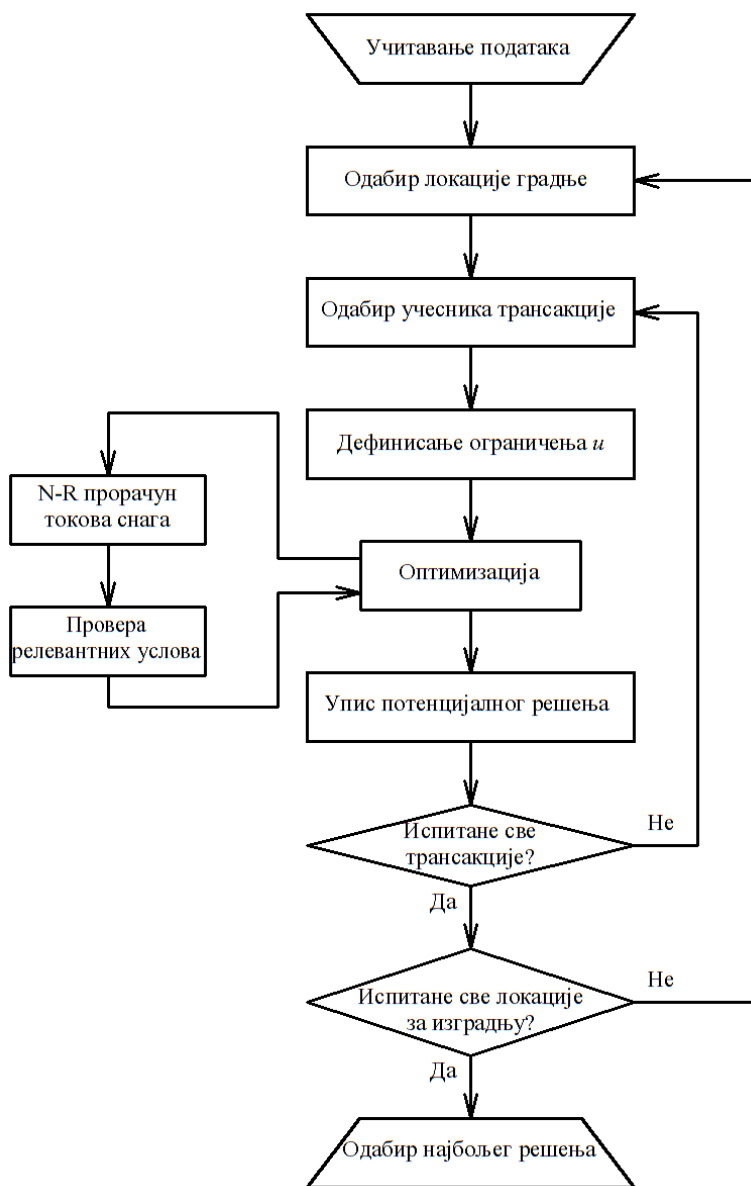 Учитавање података
Одабир локације градње
Одабир учесника трансакције
Дефинисање ограничења u
N-R прорачун
токова снага
Оптимизација
Провера
релевантних услова
Упис потенцијалног решења
Испитане све
трансакције?
Не
Да
Испитане све локације
за изградњу?
Не
Да
Одабир најбољег решења